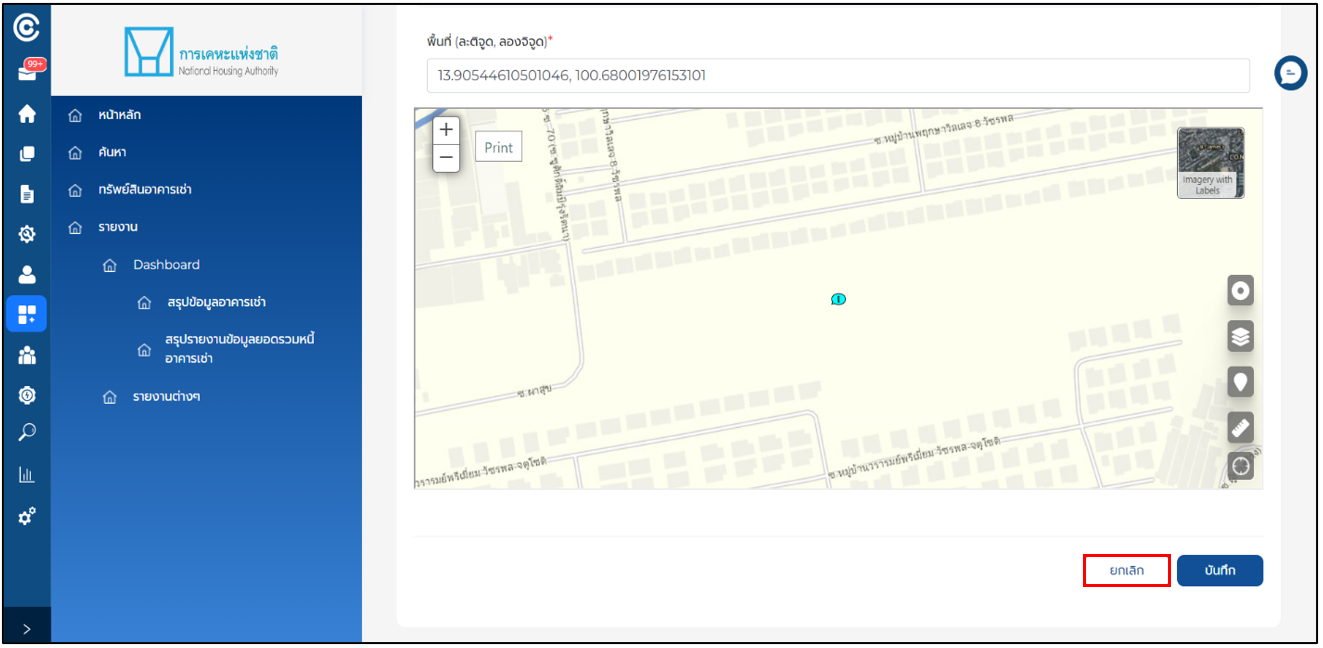 99+
การเคหะแห่งชาติ
National Housing Authority
หน้าหลัก
ค้นหา
ทรัพย์สินอาคารเช่า
รายงาน
Dashboard
สรุปข้อมูลอาคารเช่า
สรุปรายงานข้อมูลยอดรวมหนี้
อาคารเช่า
รายงานต่างๆ
พื้นที่ (ละติจูด, ลองจิจูด)*
13.90544610501046, 100.68001976153101
+
−
Print
ซ.หมู่บ้านพฤกษาวิลเลจ 8-วัชรพล
Imagery with
Labels
ซ.ผาสุข
วรารมย์พรีเมี่ยม-วัชรพล-จตุโชติ
ซ.หมู่บ้านวรารมย์พรีเมี่ยม-วัชรพล-จตุโชติ
ยกเลิก
บันทึก
>